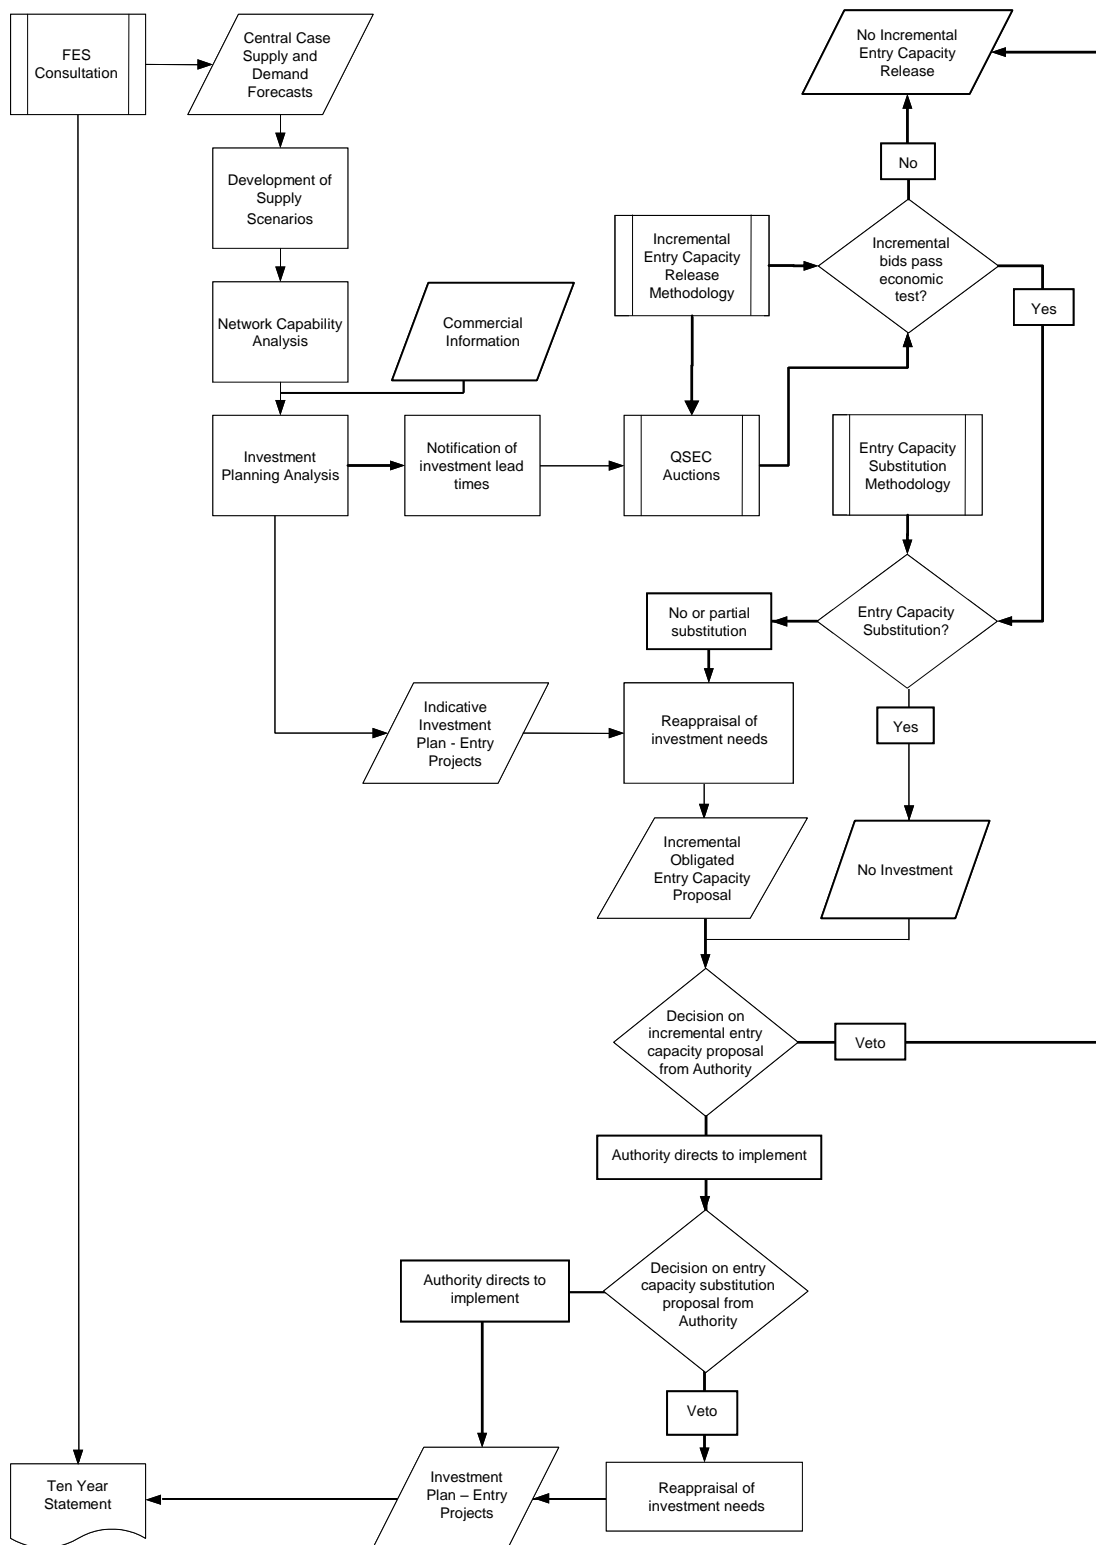 FES
Consultation
Central Case
Supply and
Demand
Forecasts
No Incremental
Entry Capacity
Release
No
Development of
Supply
Scenarios
Incremental
Entry Capacity
Release
Methodology
Incremental
bids pass
economic
test?
Yes
Network Capability
Analysis
Commercial
Information
Investment
Planning Analysis
Notification of
investment lead
times
QSEC
Auctions
Entry Capacity
Substitution
Methodology
No or partial
substitution
Entry Capacity
Substitution?
Indicative
Investment
Plan - Entry
Projects
Reappraisal of
investment needs
Yes
Incremental
Obligated
Entry Capacity
Proposal
No Investment
Decision on
incremental entry
capacity proposal
from Authority
Veto
Authority directs to implement
Authority directs to
implement
Decision on entry
capacity substitution
proposal from
Authority
Veto
Ten Year
Statement
Investment
Plan – Entry
Projects
Reappraisal of
investment needs